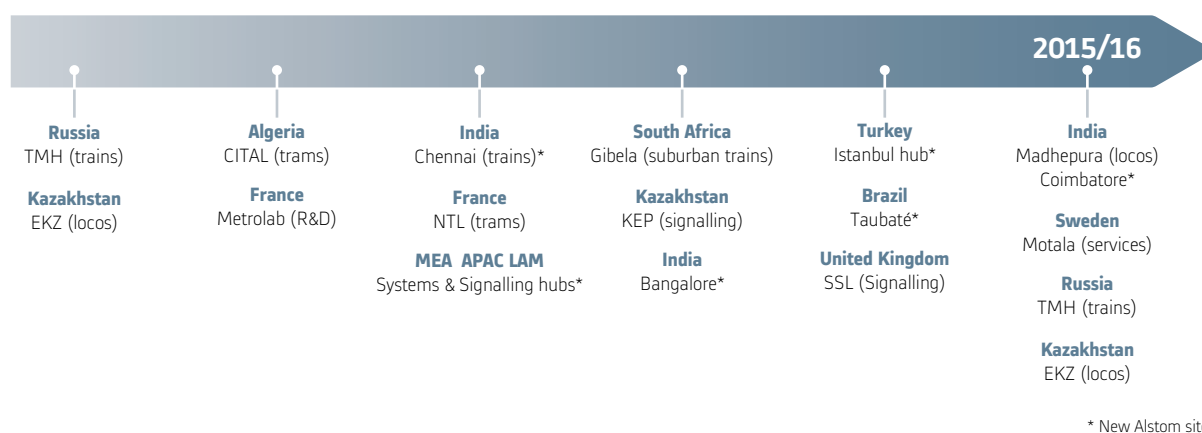 2015/16
Russia
TMH (trains)
Kazakhstan
EKZ (locos)
Algeria
CITAL (trams)
France
Metrolab (R&D)
India
Chennai (trains)*
France
NTL (trams)
MEA APAC LAM
Systems & Signalling hubs*
South Africa
Gibela (suburban trains)
Kazakhstan
KEP (signalling)
India
Bangalore*
Turkey
Istanbul hub*
Brazil
Taubaté*
United Kingdom
SSL (Signalling)
India
Madhepura (locos)
Coimbatore*
Sweden
Motala (services)
Russia
TMH (trains)
Kazakhstan
EKZ (locos)
* New Alstom